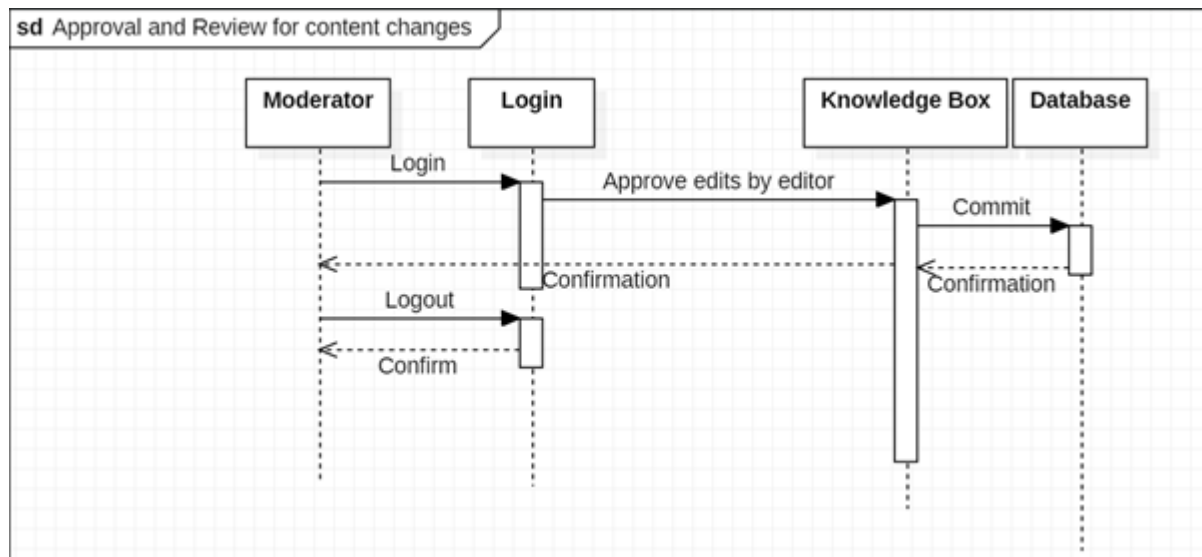 sd Approval and Review for content changes
Moderator
Login
Knowledge Box
Database
Login
Approve edits by editor
Commit
Confirmation
Confirmation
Logout
Confirm